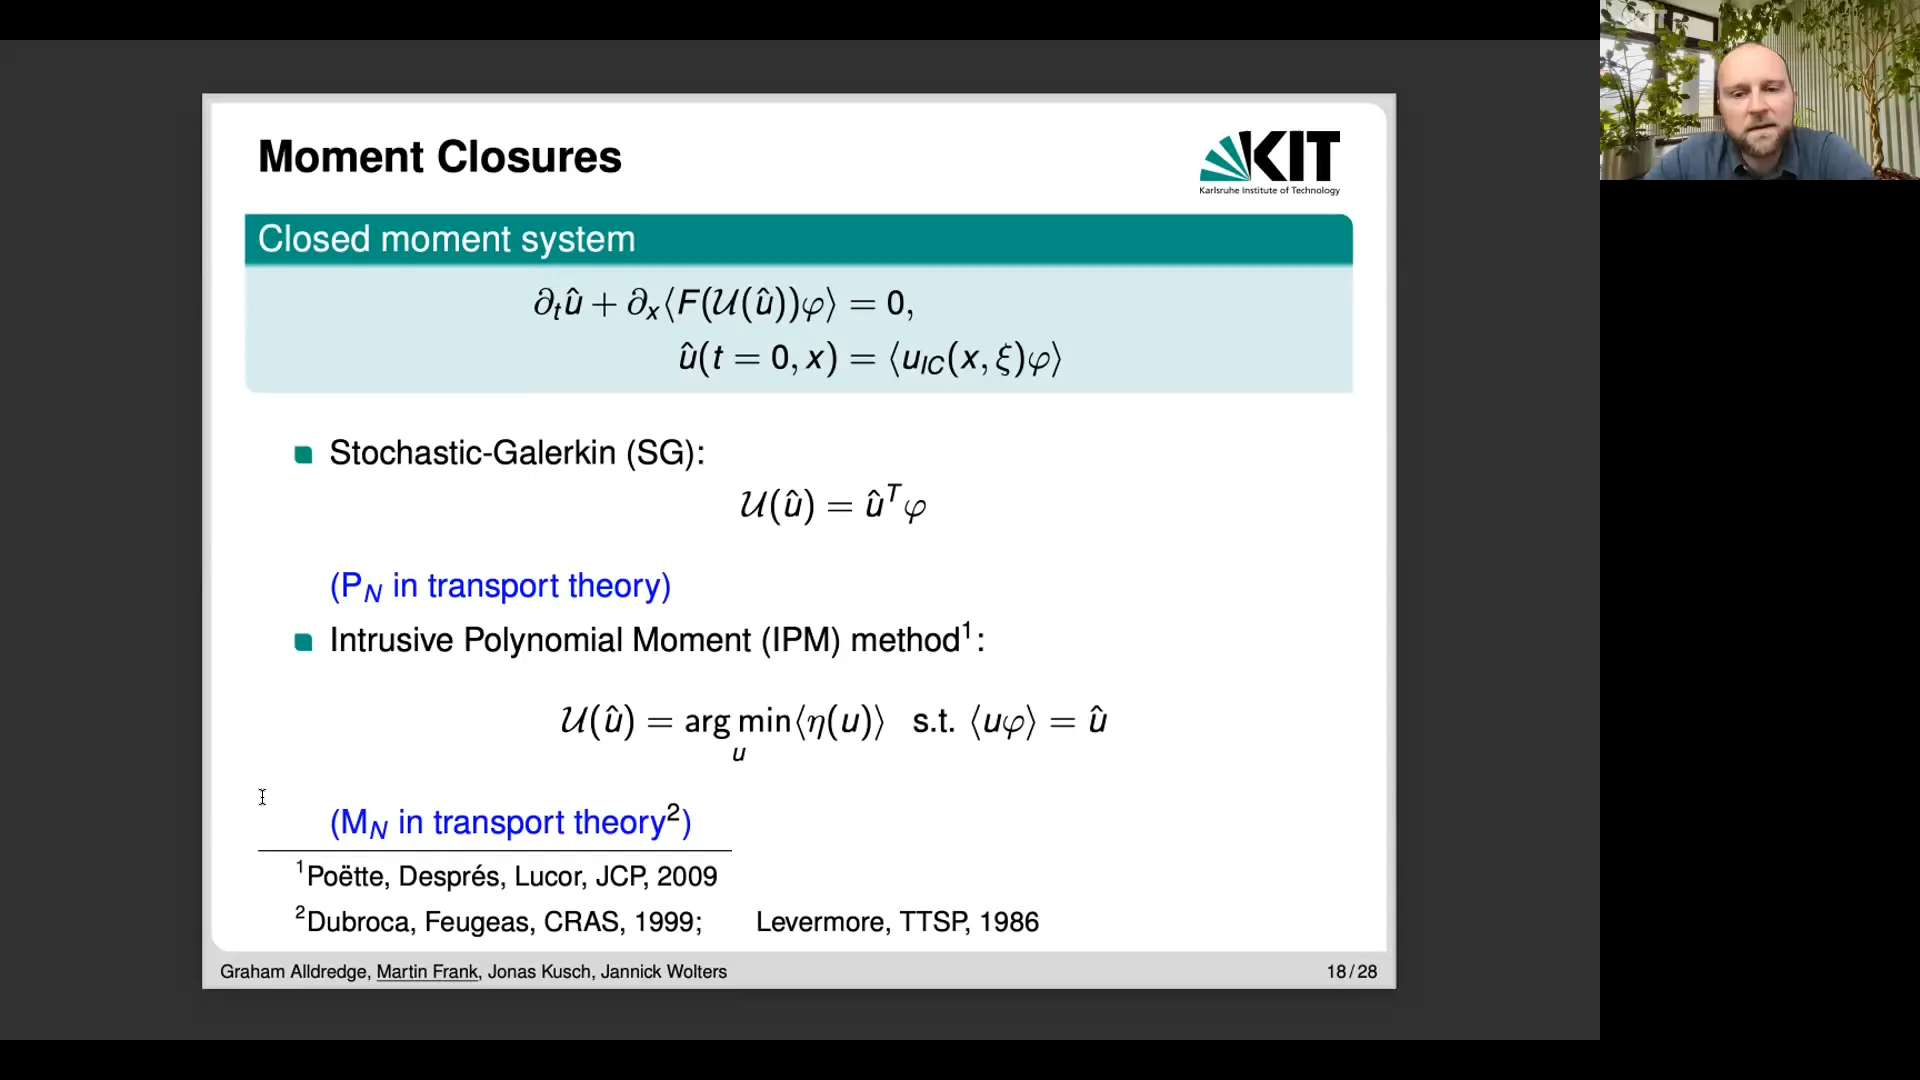 Moment Closures
KIT
Karlsruhe Institute of Technology
Closed moment system
∂ₜû + ∂ₓ⟨F(𝒰(û))φ⟩ = 0,
û(t = 0, x) = ⟨u_IC(x, ξ)φ⟩
Stochastic-Galerkin (SG):
𝒰(û) = û^T φ
(P_N in transport theory)
Intrusive Polynomial Moment (IPM) method¹:
𝒰(û) = arg min⟨η(u)⟩ s.t. ⟨uφ⟩ = û
u
(M_N in transport theory²)
¹Poëtte, Després, Lucor, JCP, 2009
²Dubroca, Feugeas, CRAS, 1999; Levermore, TTSP, 1986
Graham Alldredge, Martin Frank, Jonas Kusch, Jannick Wolters
18/28
KIT